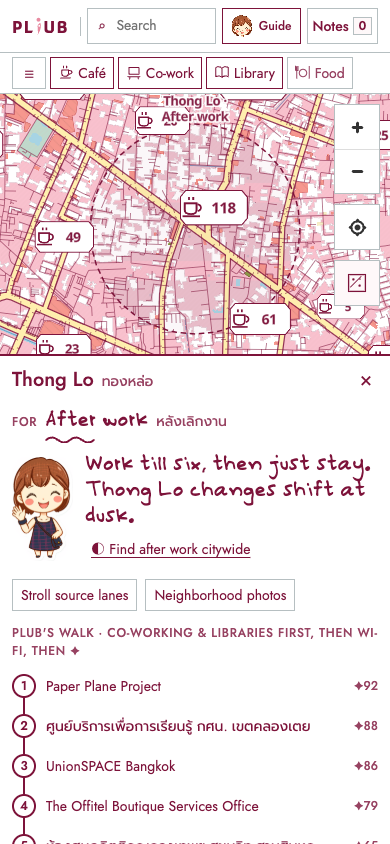 PLiUB
Search
Guide
Notes 0
Café
Co-work
Library
Food
Thong Lo
After work
118
49
61
5
23
Thong Lo ทองหล่อ
FOR After work หลังเลิกงาน
Work till six, then just stay.
Thong Lo changes shift at
dusk.
Find after work citywide
Stroll source lanes
Neighborhood photos
PLUB'S WALK · CO-WORKING & LIBRARIES FIRST, THEN WI-
FI, THEN ✦
1 Paper Plane Project ✦92
2 ศูนย์บริการเพื่อการเรียนรู้ กศน. เขตคลองเตย ✦88
3 UnionSPACE Bangkok ✦86
4 The Offitel Boutique Services Office ✦79